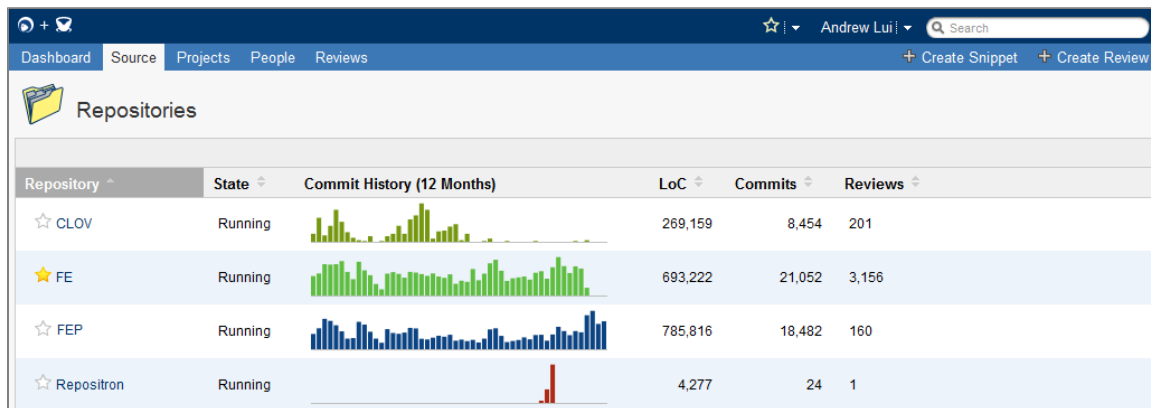 +
Andrew Lui
Search
Dashboard Source Projects People Reviews
+ Create Snippet + Create Review
Repositories
Repository State Commit History (12 Months) LoC Commits Reviews
CLOV Running 269,159 8,454 201
FE Running 693,222 21,052 3,156
FEP Running 785,816 18,482 160
Repositron Running 4,277 24 1